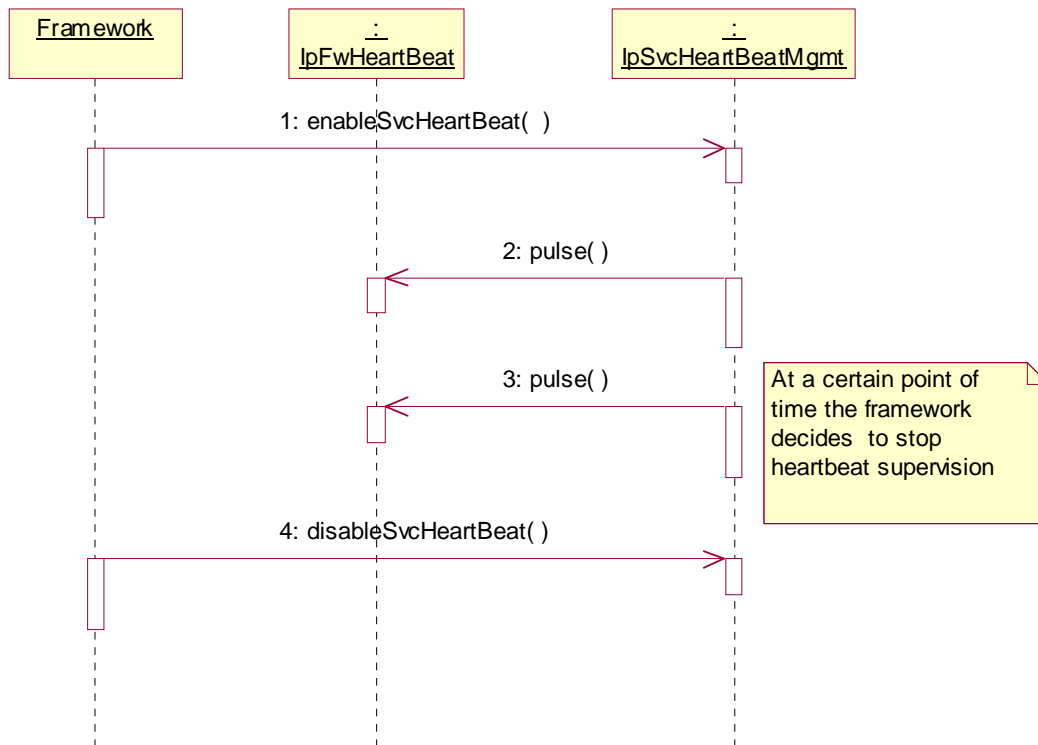 Framework
:
IpFwHeartBeat
:
IpSvcHeartBeatMgmt
1: enableSvcHeartBeat(  )
2: pulse( )
3: pulse( )
At a certain point of
time the framework
decides  to stop
heartbeat supervision
4: disableSvcHeartBeat( )